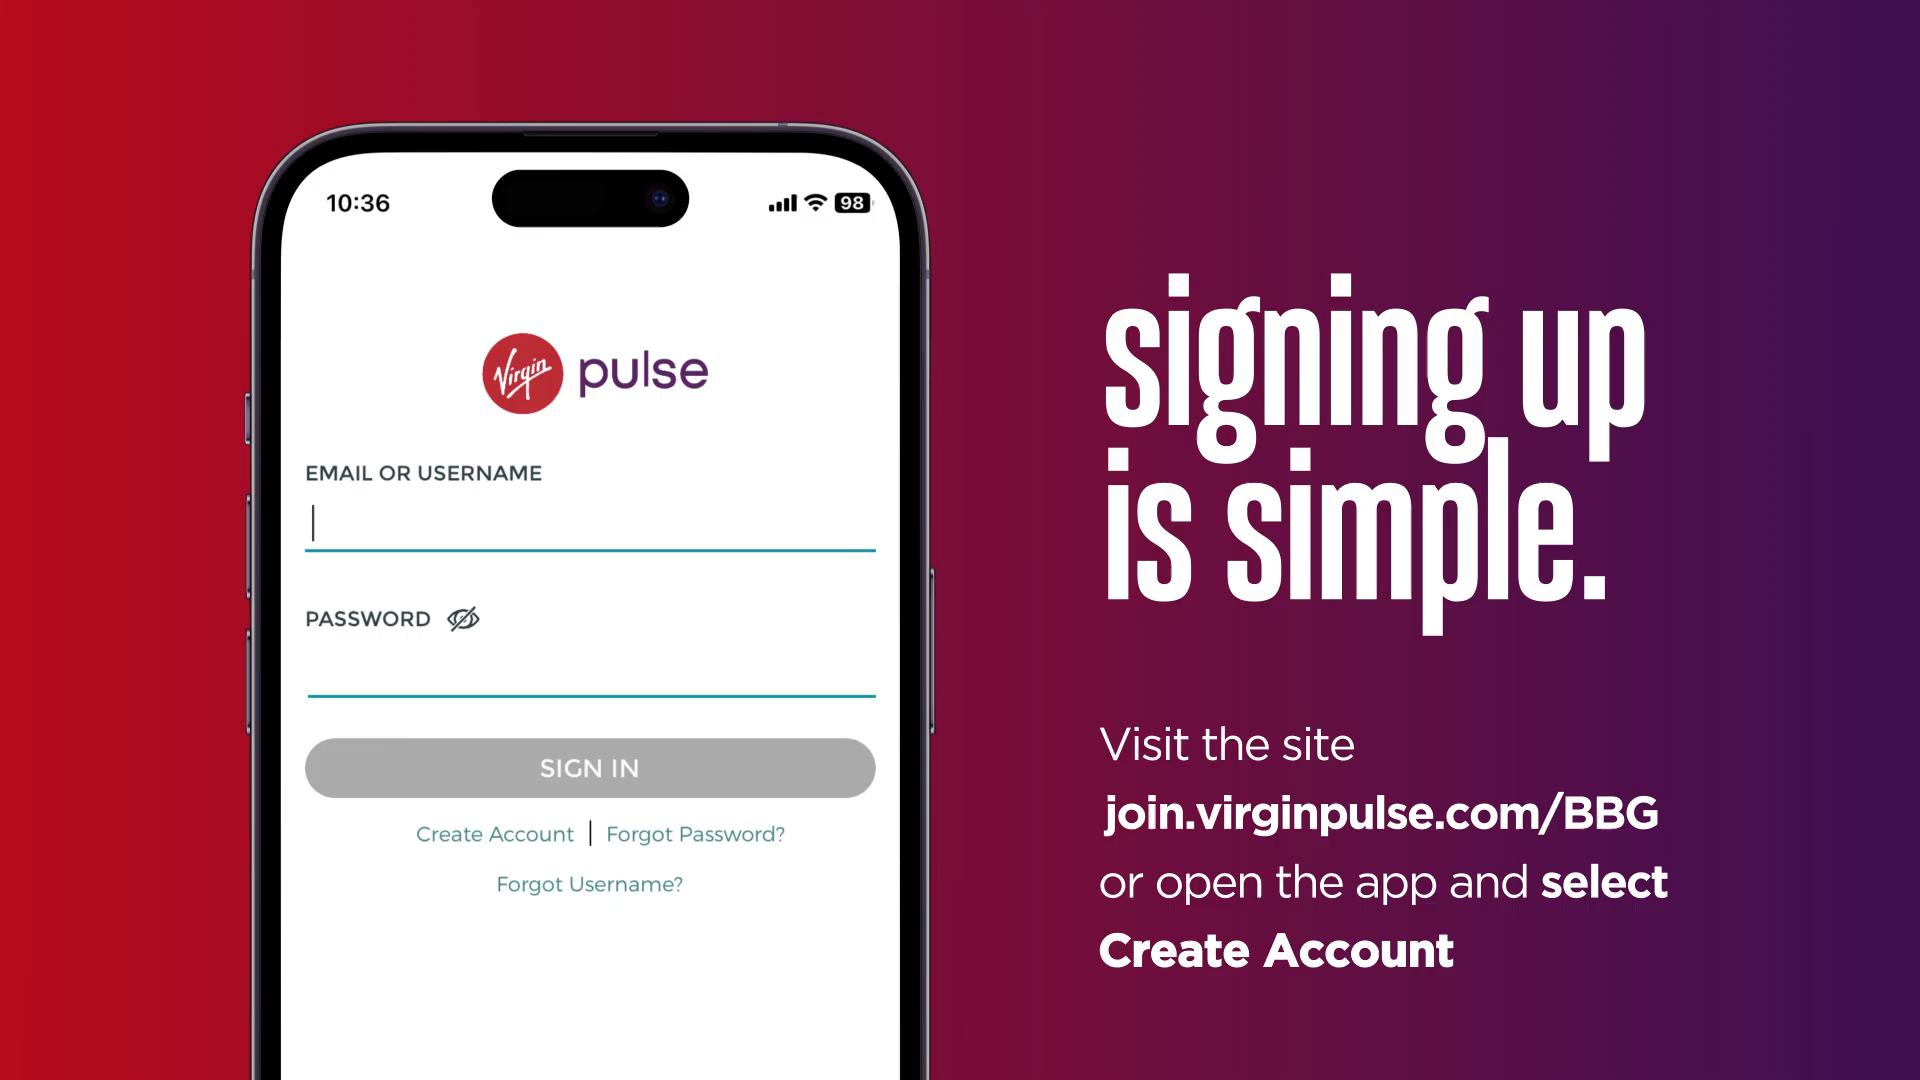 10:36
98
Virgin pulse
EMAIL OR USERNAME
PASSWORD
SIGN IN
Create Account | Forgot Password?
Forgot Username?
signing up
is simple.
Visit the site
join.virginpulse.com/BBG
or open the app and select
Create Account